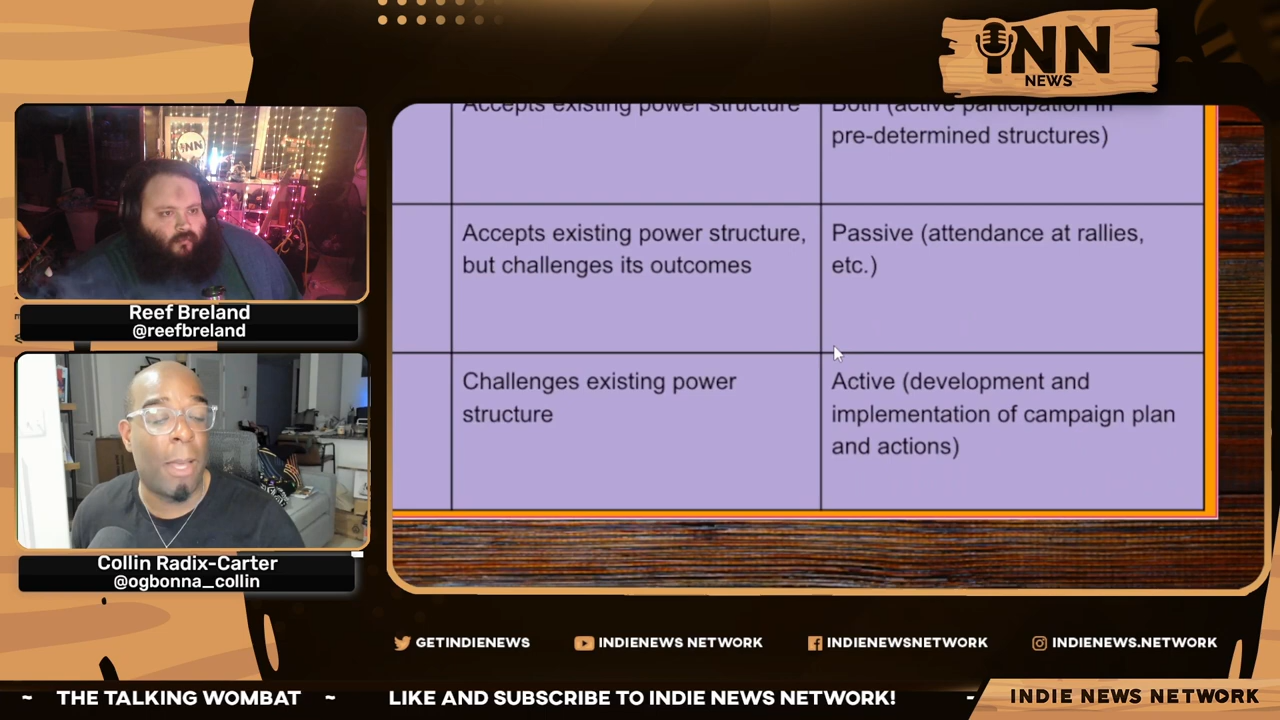 INN
NEWS
Accepts existing power structure
Both (active participation in
pre-determined structures)
Accepts existing power structure,
but challenges its outcomes
Passive (attendance at rallies,
etc.)
Challenges existing power
structure
Active (development and
implementation of campaign plan
and actions)
INN
Reef Breland
@reefbreland
Collin Radix-Carter
@ogbonna_collin
GETINDIENEWS
INDIENEWS NETWORK
INDIENEWSNETWORK
INDIENEWS.NETWORK
~ THE TALKING WOMBAT ~ LIKE AND SUBSCRIBE TO INDIE NEWS NETWORK! ~
INDIE NEWS NETWORK